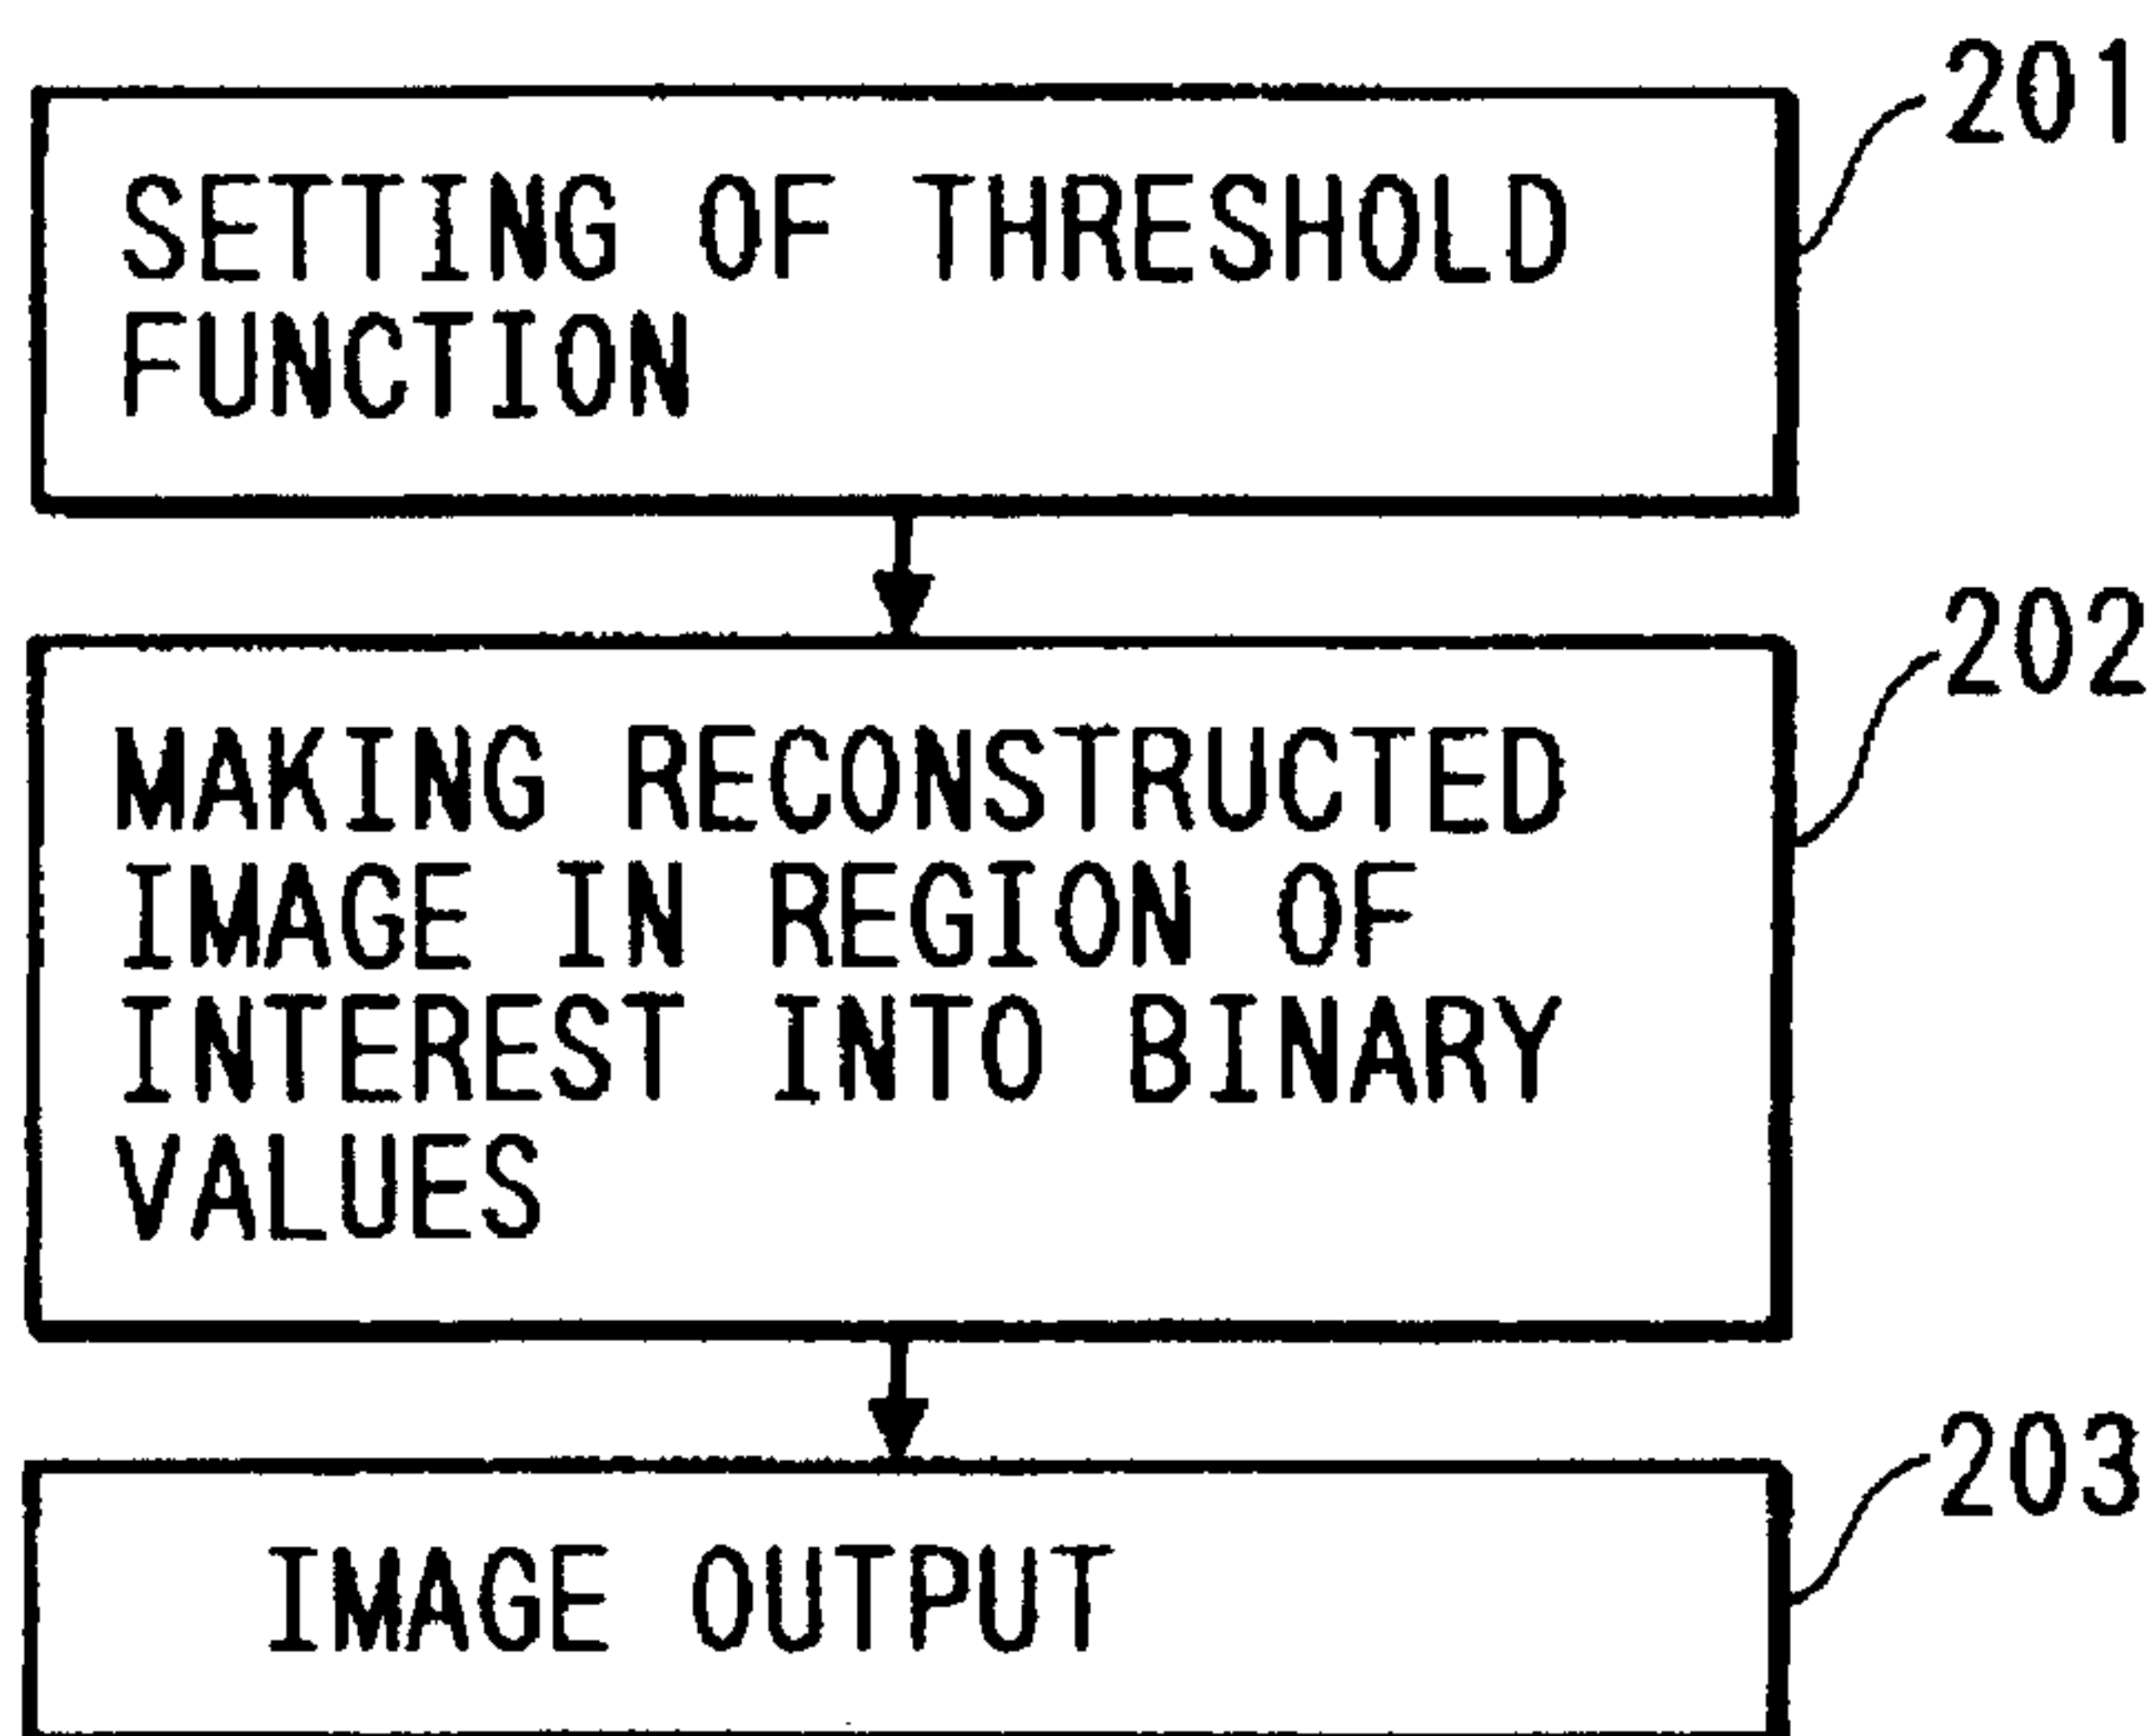 201
SETTING OF THRESHOLD
FUNCTION
202
MAKING RECONSTRUCTED
IMAGE IN REGION OF
INTEREST INTO BINARY
VALUES
203
IMAGE OUTPUT